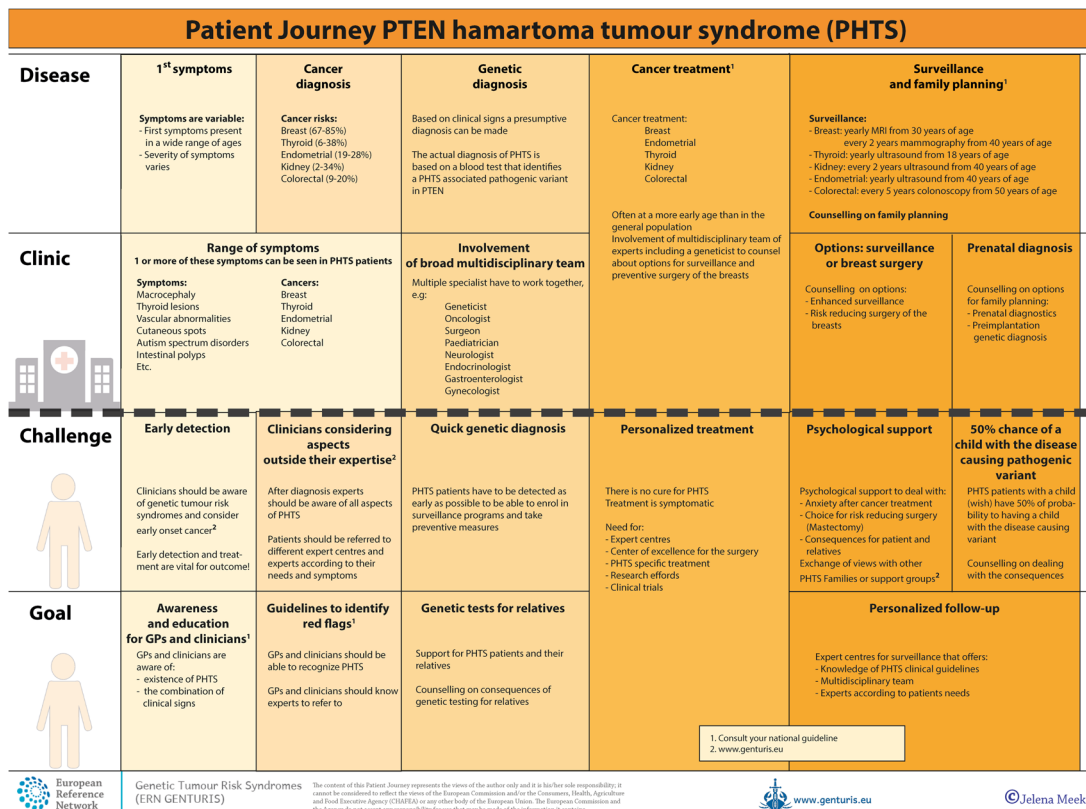 Patient Journey PTEN hamartoma tumour syndrome (PHTS)
Disease
1st symptoms
Symptoms are variable:
- First symptoms present
in a wide range of ages
- Severity of symptoms
varies
Cancer
diagnosis
Cancer risks:
Breast (67-85%)
Thyroid (6-38%)
Endometrial (19-28%)
Kidney (2-34%)
Colorectal (9-20%)
Genetic
diagnosis
Based on clinical signs a presumptive
diagnosis can be made
The actual diagnosis of PHTS is
based on a blood test that identifies
a PHTS associated pathogenic variant
in PTEN
Cancer treatment1
Cancer treatment:
Breast
Endometrial
Thyroid
Kidney
Colorectal
Often at a more early age than in the
general population
Involvement of multidisciplinary team of
experts including a geneticist to counsel
about options for surveillance and
preventive surgery of the breasts
Surveillance
and family planning1
Surveillance:
- Breast: yearly MRI from 30 years of age
every 2 years mammography from 40 years of age
- Thyroid: yearly ultrasound from 18 years of age
- Kidney: every 2 years ultrasound from 40 years of age
- Endometrial: yearly ultrasound from 40 years of age
- Colorectal: every 5 years colonoscopy from 50 years of age
Counselling on family planning
Clinic
Range of symptoms
1 or more of these symptoms can be seen in PHTS patients
Symptoms:
Macrocephaly
Thyroid lesions
Vascular abnormalities
Cutaneous spots
Autism spectrum disorders
Intestinal polyps
Etc.
Cancers:
Breast
Thyroid
Endometrial
Kidney
Colorectal
Involvement
of broad multidisciplinary team
Multiple specialist have to work together,
e.g:
Geneticist
Oncologist
Surgeon
Paediatrician
Neurologist
Endocrinologist
Gastroenterologist
Gynecologist
Options: surveillance
or breast surgery
Counselling on options:
- Enhanced surveillance
- Risk reducing surgery of the
breasts
Prenatal diagnosis
Counselling on options
for family planning:
- Prenatal diagnostics
- Preimplantation
genetic diagnosis
Challenge
Early detection
Clinicians should be aware
of genetic tumour risk
syndromes and consider
early onset cancer2
Early detection and treat-
ment are vital for outcome!
Clinicians considering
aspects
outside their expertise2
After diagnosis experts
should be aware of all aspects
of PHTS
Patients should be referred to
different expert centres and
experts according to their
needs and symptoms
Quick genetic diagnosis
PHTS patients have to be detected as
early as possible to be able to enrol in
surveillance programs and take
preventive measures
Personalized treatment
There is no cure for PHTS
Treatment is symptomatic
Need for:
- Expert centres
- Center of excellence for the surgery
- PHTS specific treatment
- Research effords
- Clinical trials
Psychological support
Psychological support to deal with:
- Anxiety after cancer treatment
- Choice for risk reducing surgery
(Mastectomy)
- Consequences for patient and
relatives
Exchange of views with other
PHTS Families or support groups2
50% chance of a
child with the disease
causing pathogenic
variant
PHTS patients with a child
(wish) have 50% of proba-
bility to having a child
with the disease causing
variant
Counselling on dealing
with the consequences
Goal
Awareness
and education
for GPs and clinicians1
GPs and clinicians are
aware of:
- existence of PHTS
- the combination of
clinical signs
Guidelines to identify
red flags1
GPs and clinicians should be
able to recognize PHTS
GPs and clinicians should know
experts to refer to
Genetic tests for relatives
Support for PHTS patients and their
relatives
Counselling on consequences of
genetic testing for relatives
Personalized follow-up
Expert centres for surveillance that offers:
- Knowledge of PHTS clinical guidelines
- Multidisciplinary team
- Experts according to patients needs
1. Consult your national guideline
2. www.genturis.eu
European
Reference
Network
Genetic Tumour Risk Syndromes
(ERN GENTURIS)
The content of this Patient Journey represents the views of the author only and it is his/her sole responsibility; it
cannot be considered to reflect the views of the European Commission and/or the Consumers, Health, Agriculture
and Food Executive Agency (CHAFEA) or any other body of the European Union. The European Commission and
www.genturis.eu
©Jelena Meek